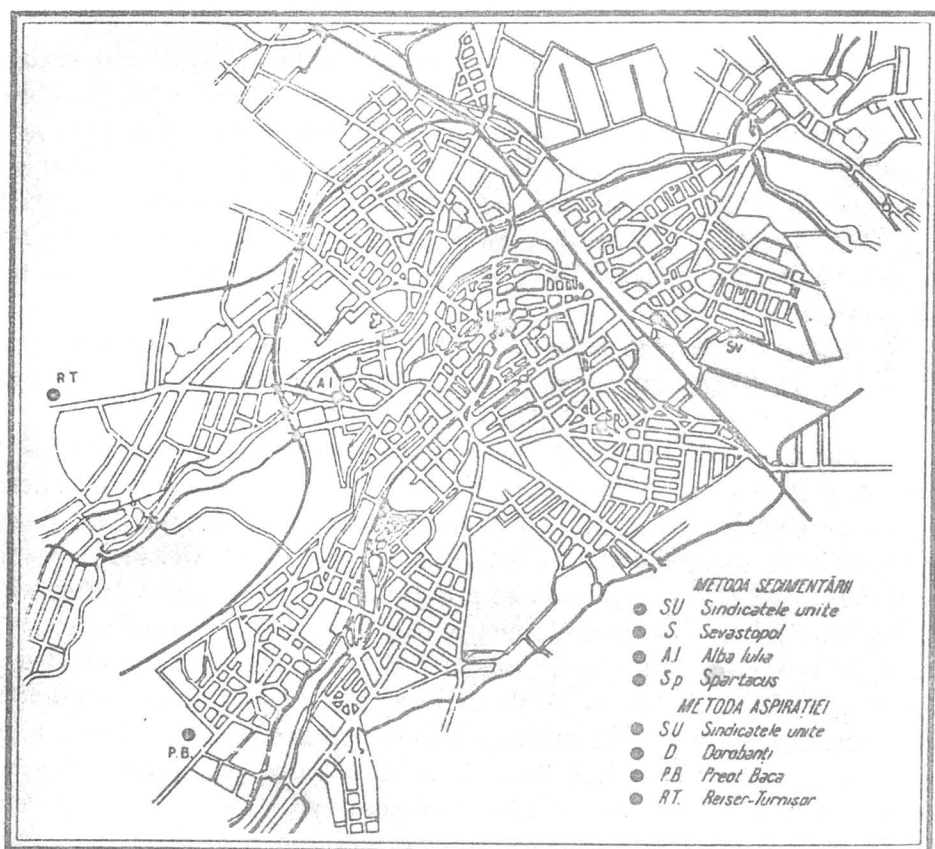 SU
SV
R T
A I
METODA SEDIMENTĂRII
SU Sindicatele unite
S Sevastopol
A.I Alba Iulia
S.p Spartacus
METODA ASPIRAȚIEI
SU Sindicatele unite
D Dorobanți
P.B. Preot Baca
RT. Reiser-Turnișor
P.B.